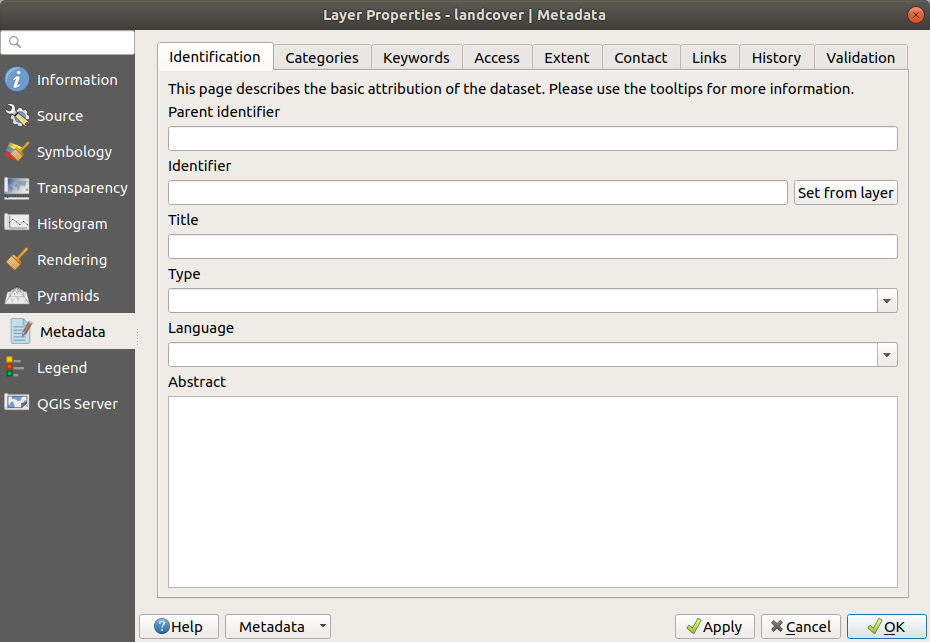 Layer Properties - landcover | Metadata
Information
Source
Symbology
Transparency
Histogram
Rendering
Pyramids
Metadata
Legend
QGIS Server
Identification Categories Keywords Access Extent Contact Links History Validation
This page describes the basic attribution of the dataset. Please use the tooltips for more information.
Parent identifier
Identifier
Set from layer
Title
Type
Language
Abstract
Help Metadata Apply Cancel OK